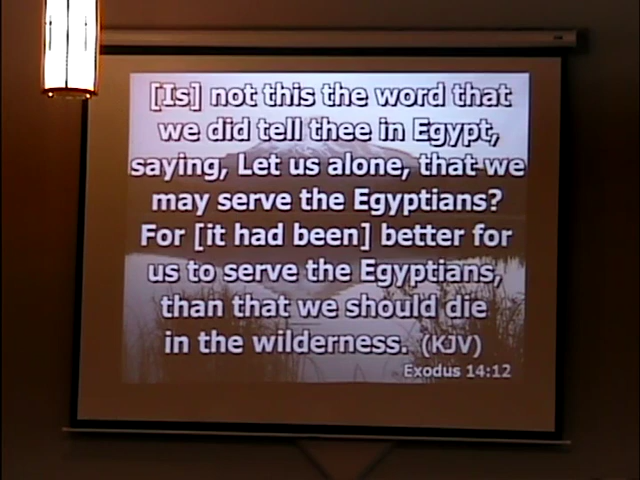 [Is] not this the word that
we did tell thee in Egypt,
saying, Let us alone, that we
may serve the Egyptians?
For [it had been] better for
us to serve the Egyptians,
than that we should die
in the wilderness. (KJV)
Exodus 14:12